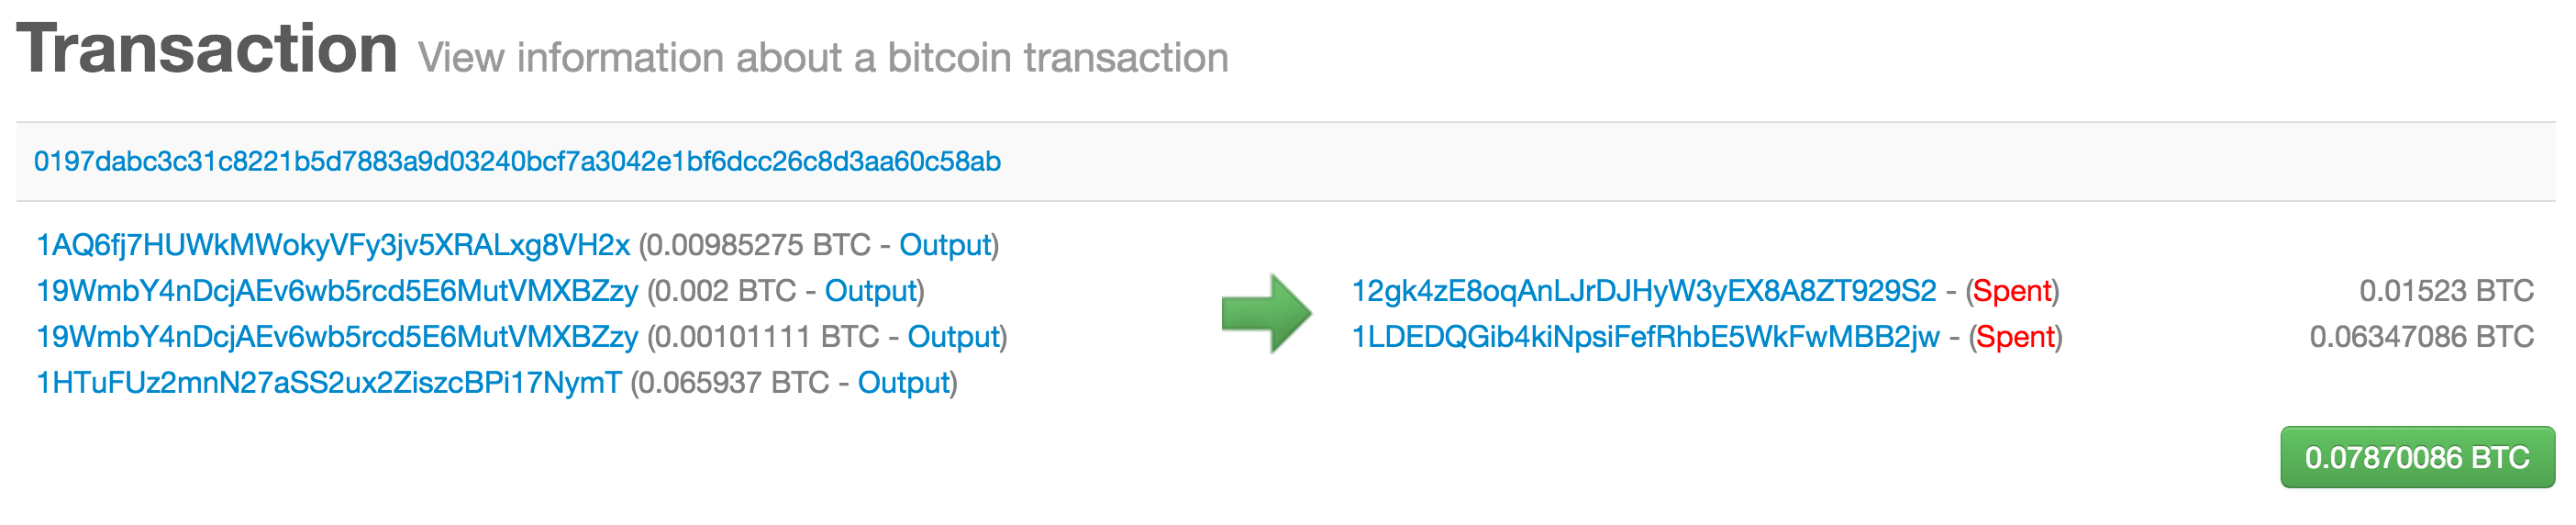 Transaction View information about a bitcoin transaction
0197dabc3c31c8221b5d7883a9d03240bcf7a3042e1bf6dcc26c8d3aa60c58ab
1AQ6fj7HUWkMWokyVFy3jv5XRALxg8VH2x (0.00985275 BTC - Output)
19WmbY4nDcjAEv6wb5rcd5E6MutVMXBZzy (0.002 BTC - Output)
19WmbY4nDcjAEv6wb5rcd5E6MutVMXBZzy (0.00101111 BTC - Output)
1HTuFUz2mnN27aSS2ux2ZiszcBPi17NymT (0.065937 BTC - Output)
12gk4zE8oqAnLJrDJHyW3yEX8A8ZT929S2 - (Spent) 0.01523 BTC
1LDEDQGib4kiNpsiFefRhbE5WkFwMBB2jw - (Spent) 0.06347086 BTC
0.07870086 BTC